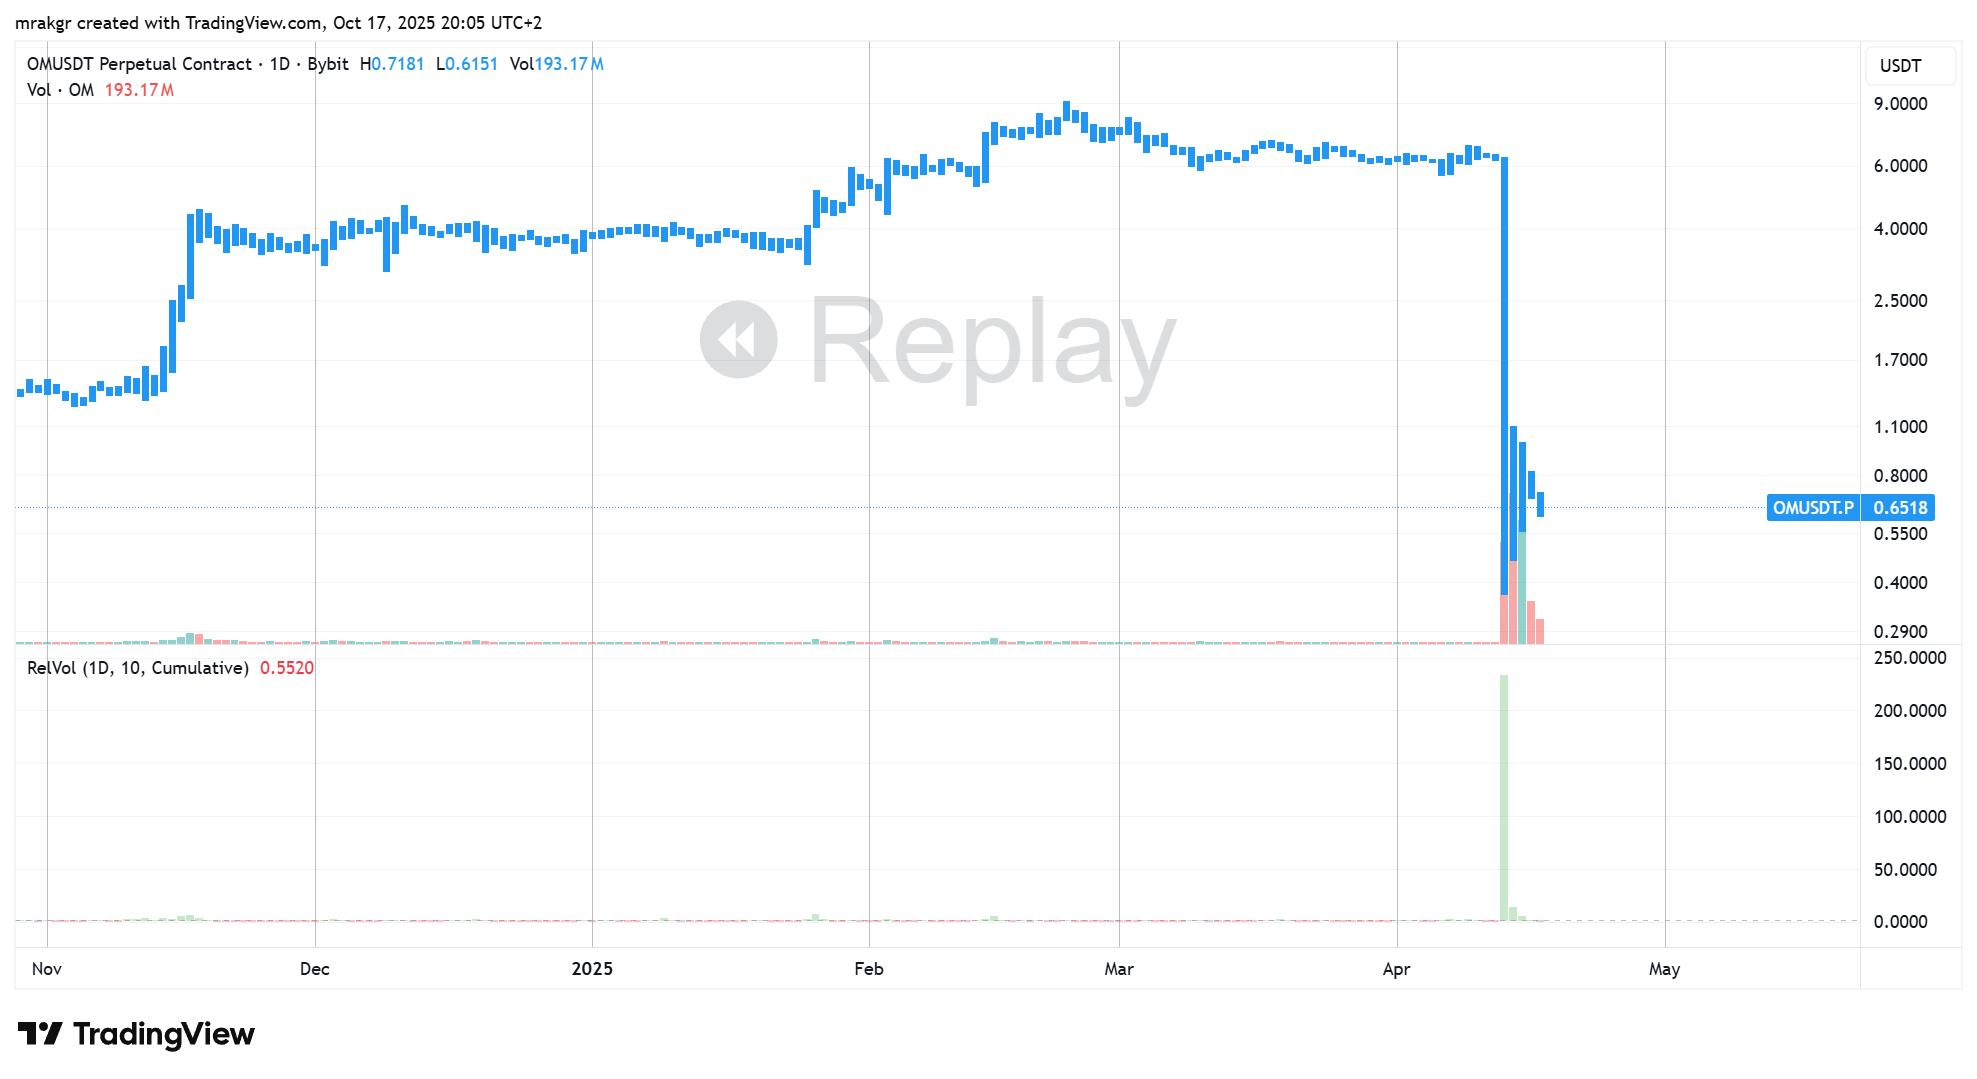 mrakgr created with TradingView.com, Oct 17, 2025 20:05 UTC+2
OMUSDT Perpetual Contract · 1D · Bybit H0.7181 L0.6151 Vol193.17M
Vol · OM 193.17M
USDT
9.0000
6.0000
4.0000
2.5000
1.7000
1.1000
0.8000
OMUSDT.P 0.6518
0.5500
0.4000
0.2900
Replay
RelVol (1D, 10, Cumulative) 0.5520
250.0000
200.0000
150.0000
100.0000
50.0000
0.0000
Nov Dec 2025 Feb Mar Apr May
TradingView